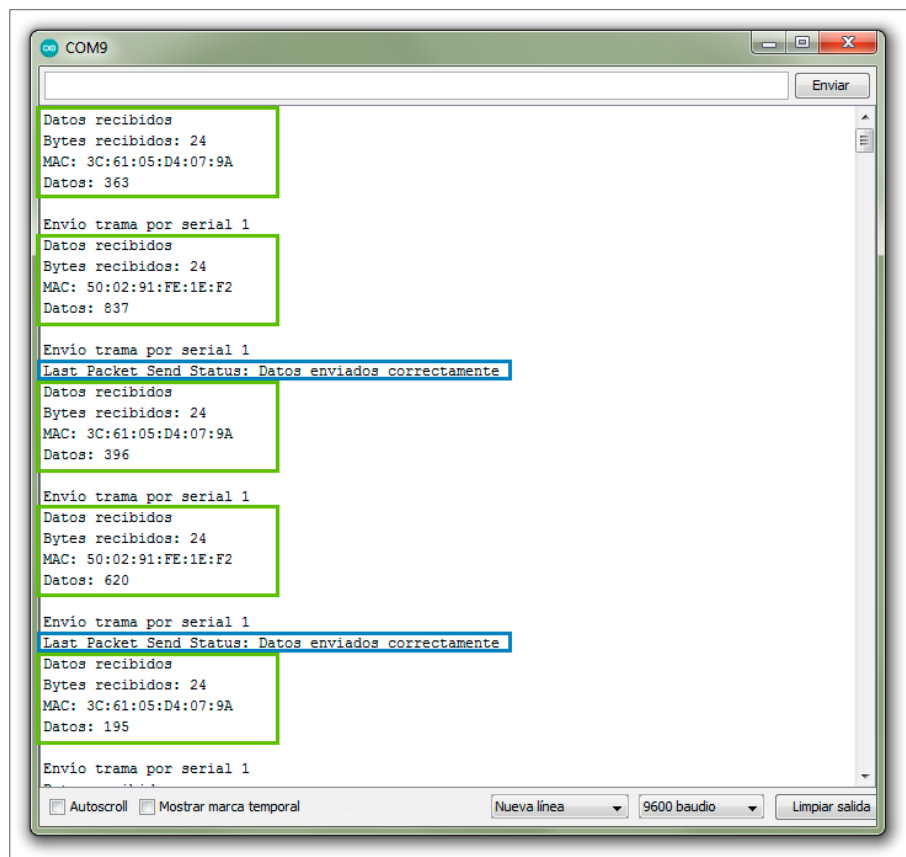 COM9
Enviar
Datos recibidos
Bytes recibidos: 24
MAC: 3C:61:05:D4:07:9A
Datos: 363
Envío trama por serial 1
Datos recibidos
Bytes recibidos: 24
MAC: 50:02:91:FE:1E:F2
Datos: 837
Envío trama por serial 1
Last Packet Send Status: Datos enviados correctamente
Datos recibidos
Bytes recibidos: 24
MAC: 3C:61:05:D4:07:9A
Datos: 396
Envío trama por serial 1
Datos recibidos
Bytes recibidos: 24
MAC: 50:02:91:FE:1E:F2
Datos: 620
Envío trama por serial 1
Last Packet Send Status: Datos enviados correctamente
Datos recibidos
Bytes recibidos: 24
MAC: 3C:61:05:D4:07:9A
Datos: 195
Envío trama por serial 1
Autoscroll Mostrar marca temporal Nueva línea 9600 baudio Limpiar salida